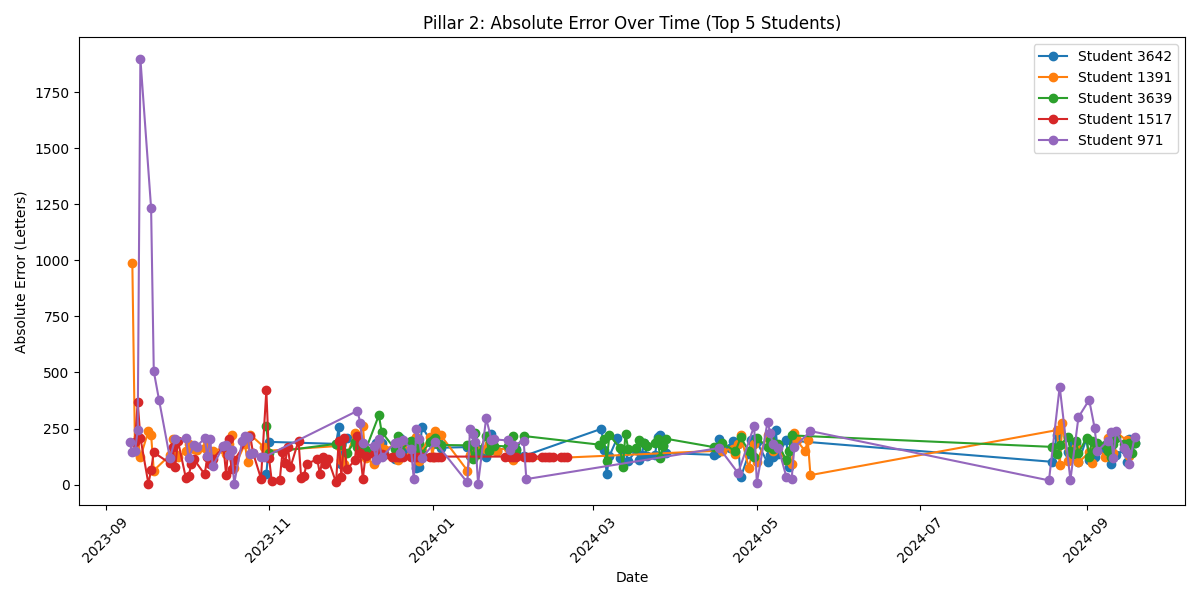 Pillar 2: Absolute Error Over Time (Top 5 Students)
Absolute Error (Letters)
1750
1500
1250
1000
750
500
250
0
Student 3642
Student 1391
Student 3639
Student 1517
Student 971
2023-09
2023-11
2024-01
2024-03
2024-05
2024-07
2024-09
Date